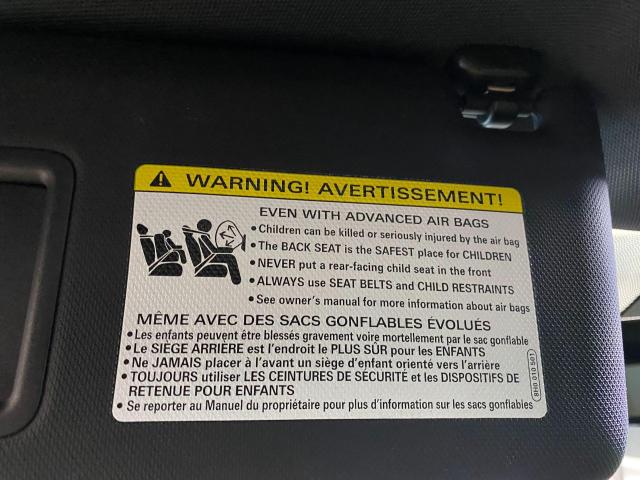 WARNING! AVERTISSEMENT!
EVEN WITH ADVANCED AIR BAGS
• Children can be killed or seriously injured by the air bag
• The BACK SEAT is the SAFEST place for CHILDREN
• NEVER put a rear-facing child seat in the front
• ALWAYS use SEAT BELTS and CHILD RESTRAINTS
• See owner's manual for more information about air bags
MÊME AVEC DES SACS GONFLABLES ÉVOLUÉS
• Les enfants peuvent être blessés gravement voire mortellement par le sac gonflable
• Le SIÈGE ARRIÈRE est l'endroit le PLUS SÛR pour les ENFANTS
• Ne JAMAIS placer à l'avant un siège d'enfant orienté vers l'arrière
• TOUJOURS utiliser LES CEINTURES DE SÉCURITÉ et les DISPOSITIFS DE
RETENUE POUR ENFANTS
• Se reporter au Manuel du propriétaire pour plus d'information sur les sacs gonflables
8H0 010 501